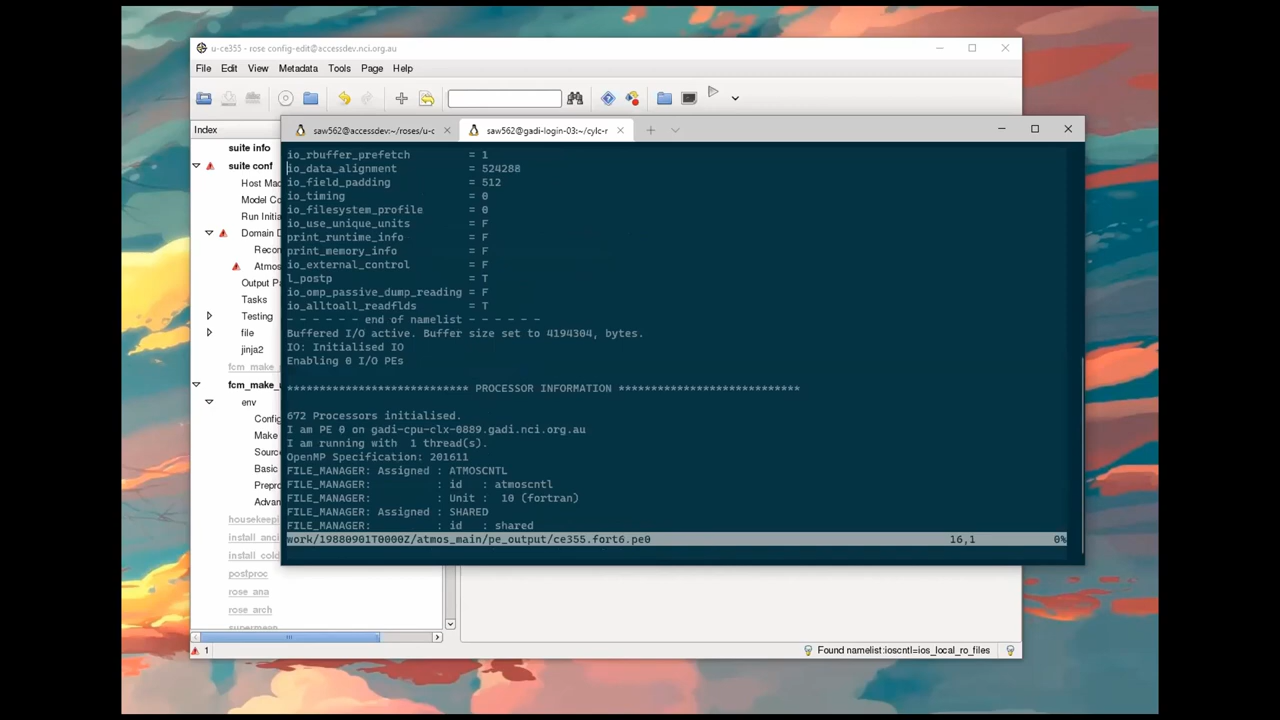 u-ce355 - rose config-edit@accessdev.nci.org.au
File Edit View Metadata Tools Page Help
Index
suite info
suite conf
Host Ma
Model Co
Run Initia
Domain D
Recon
Atmos
Output P
Tasks
Testing
file
jinja2
fcm_make_
fcm_make_u
env
Config
Make
Source
Basic
Prepro
Advan
housekeepi
install_anci
install_cold
postproc
rose_ana
rose_arch
supermean
1
Found namelist:ioscntl=ios_local_ro_files
saw562@accessdev:~/roses/u-c
saw562@gadi-login-03:~/cylc-r
io_rbuffer_prefetch = 1
io_data_alignment = 524288
io_field_padding = 512
io_timing = 0
io_filesystem_profile = 0
io_use_unique_units = F
print_runtime_info = F
print_memory_info = F
io_external_control = F
l_postp = T
io_omp_passive_dump_reading = F
io_alltoall_readflds = T
- - - - - - end of namelist - - - - - -
Buffered I/O active. Buffer size set to 4194304, bytes.
IO: Initialised IO
Enabling 0 I/O PEs
**************************** PROCESSOR INFORMATION ****************************
672 Processors initialised.
I am PE 0 on gadi-cpu-clx-0889.gadi.nci.org.au
I am running with 1 thread(s).
OpenMP Specification: 201611
FILE_MANAGER: Assigned : ATMOSCNTL
FILE_MANAGER: : id : atmoscntl
FILE_MANAGER: : Unit : 10 (fortran)
FILE_MANAGER: Assigned : SHARED
FILE_MANAGER: : id : shared
work/19880901T0000Z/atmos_main/pe_output/ce355.fort6.pe0 16,1 0%